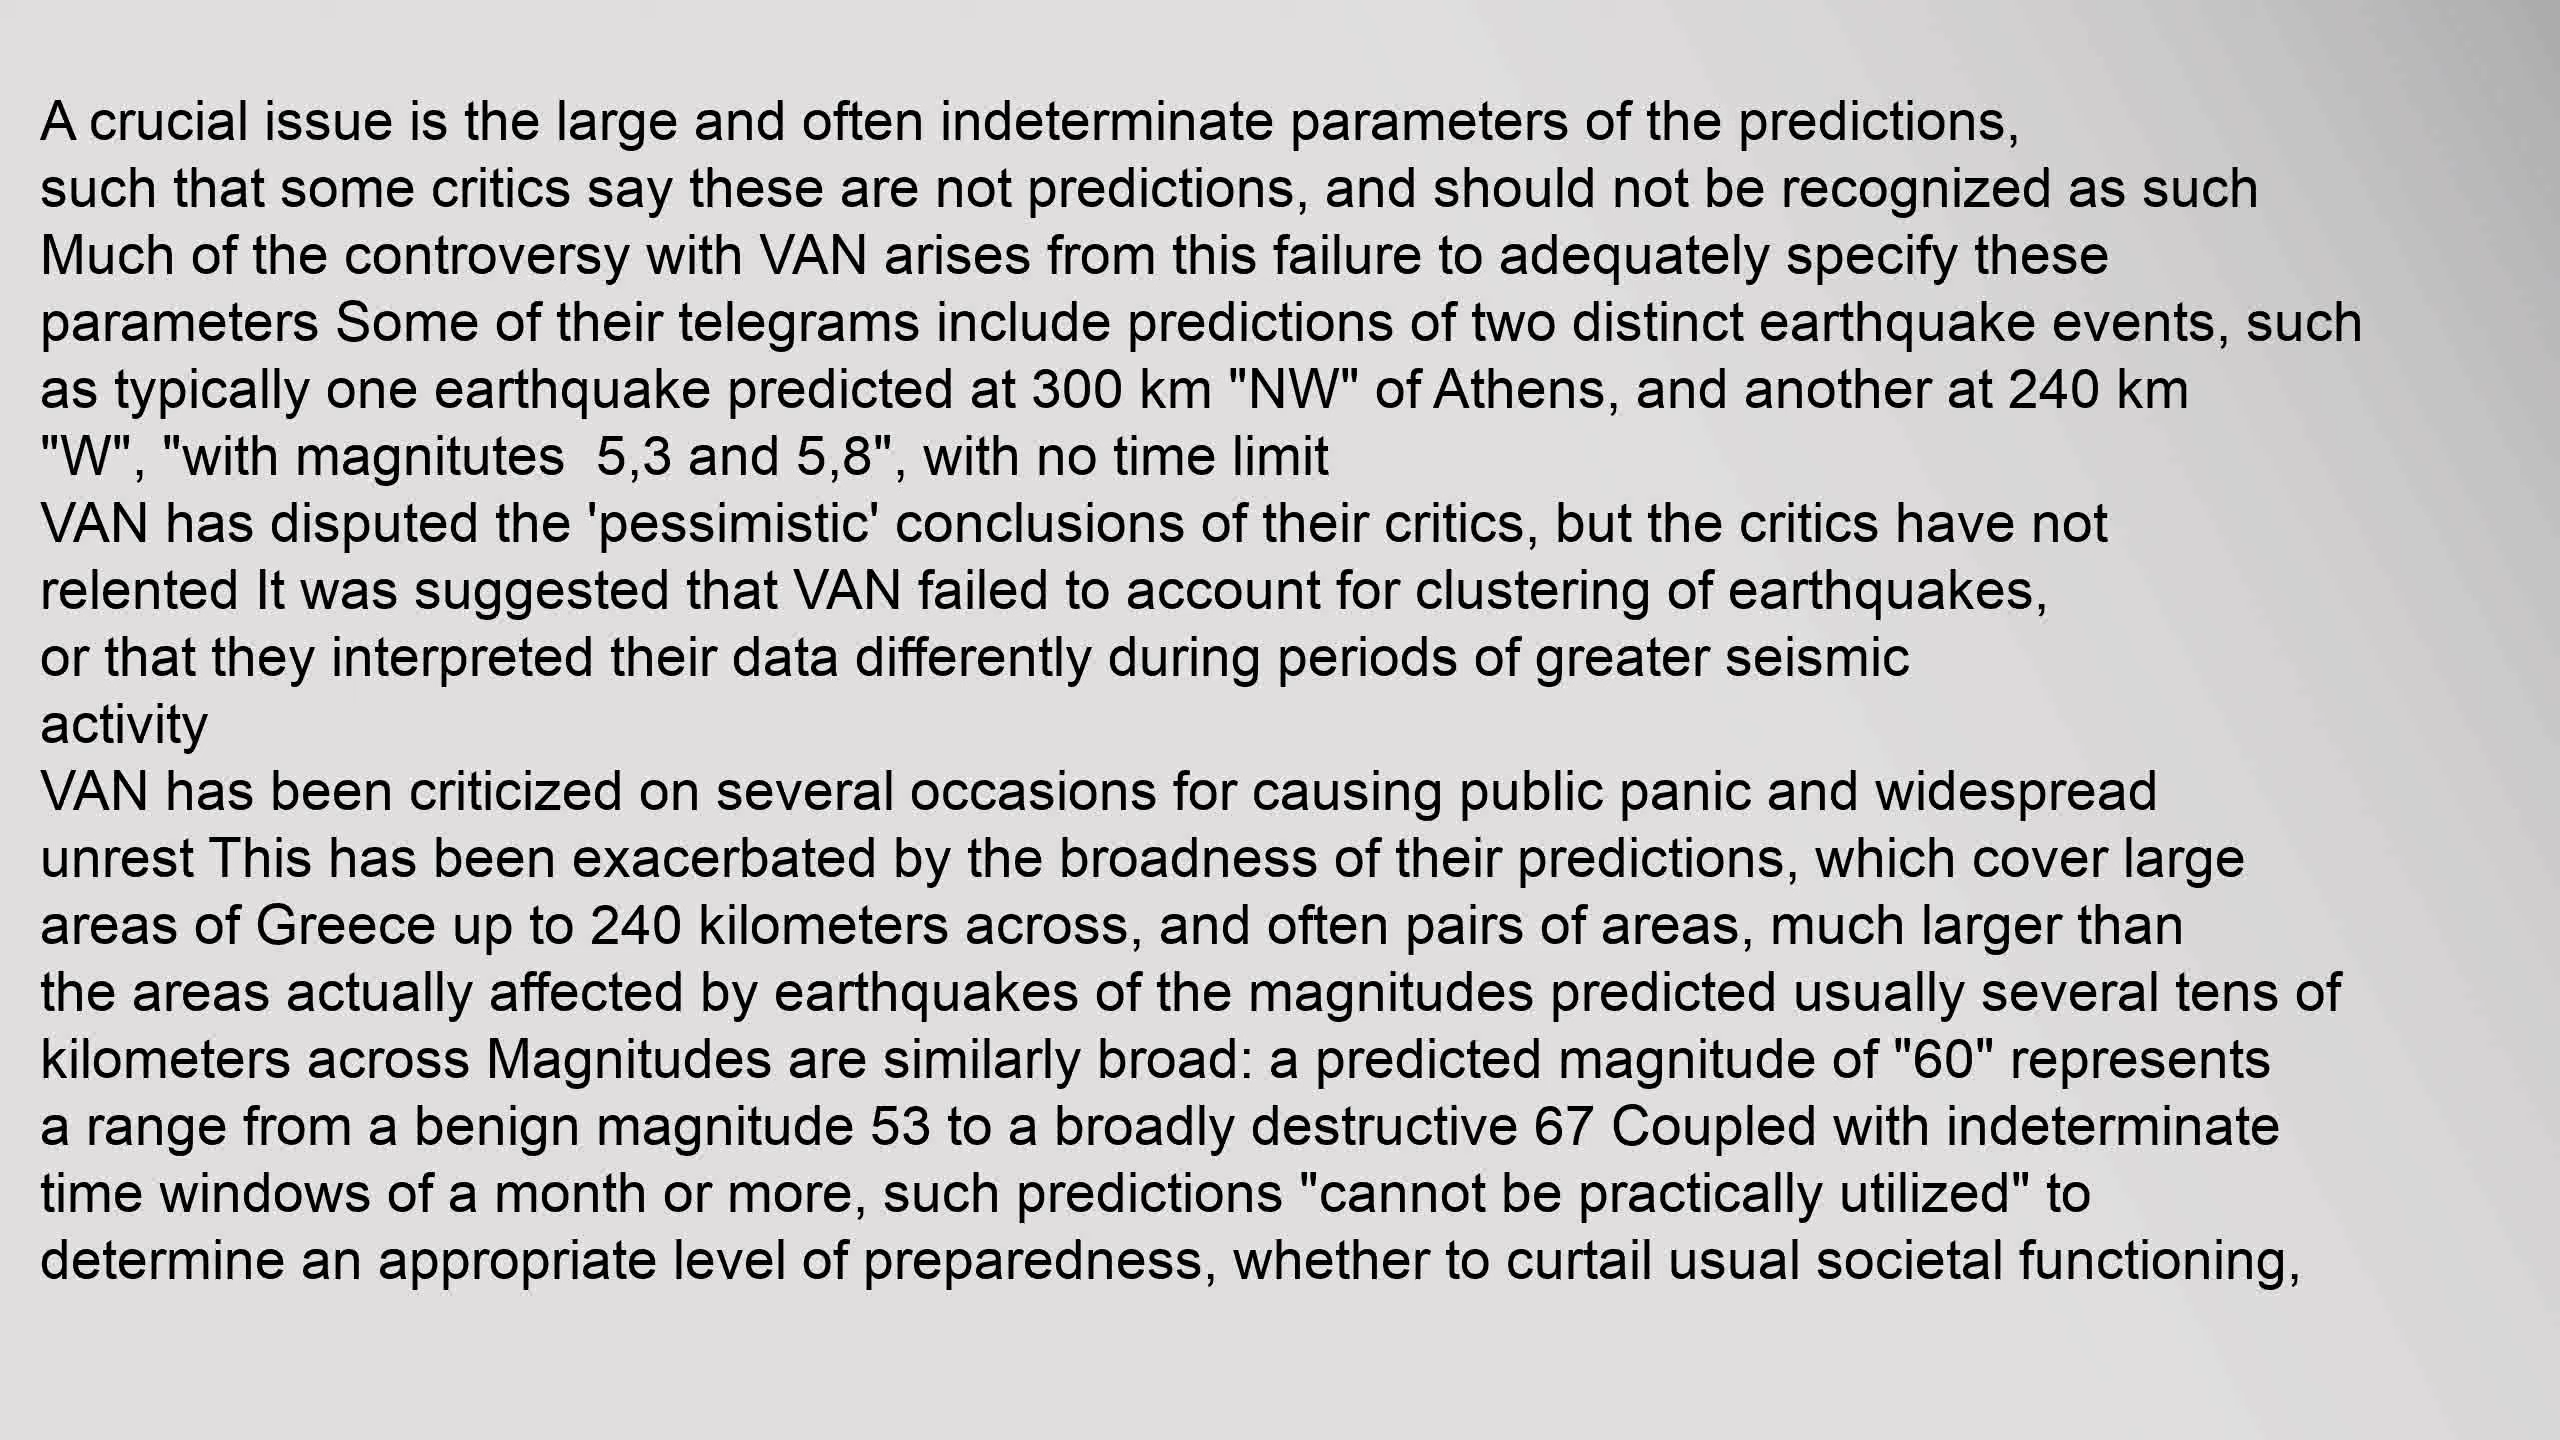 A crucial issue is the large and often indeterminate parameters of the predictions,
such that some critics say these are not predictions, and should not be recognized as such
Much of the controversy with VAN arises from this failure to adequately specify these
parameters Some of their telegrams include predictions of two distinct earthquake events, such
as typically one earthquake predicted at 300 km "NW" of Athens, and another at 240 km
"W", "with magnitutes  5,3 and 5,8", with no time limit
VAN has disputed the 'pessimistic' conclusions of their critics, but the critics have not
relented It was suggested that VAN failed to account for clustering of earthquakes,
or that they interpreted their data differently during periods of greater seismic
activity
VAN has been criticized on several occasions for causing public panic and widespread
unrest This has been exacerbated by the broadness of their predictions, which cover large
areas of Greece up to 240 kilometers across, and often pairs of areas, much larger than
the areas actually affected by earthquakes of the magnitudes predicted usually several tens of
kilometers across Magnitudes are similarly broad: a predicted magnitude of "60" represents
a range from a benign magnitude 53 to a broadly destructive 67 Coupled with indeterminate
time windows of a month or more, such predictions "cannot be practically utilized" to
determine an appropriate level of preparedness, whether to curtail usual societal functioning,